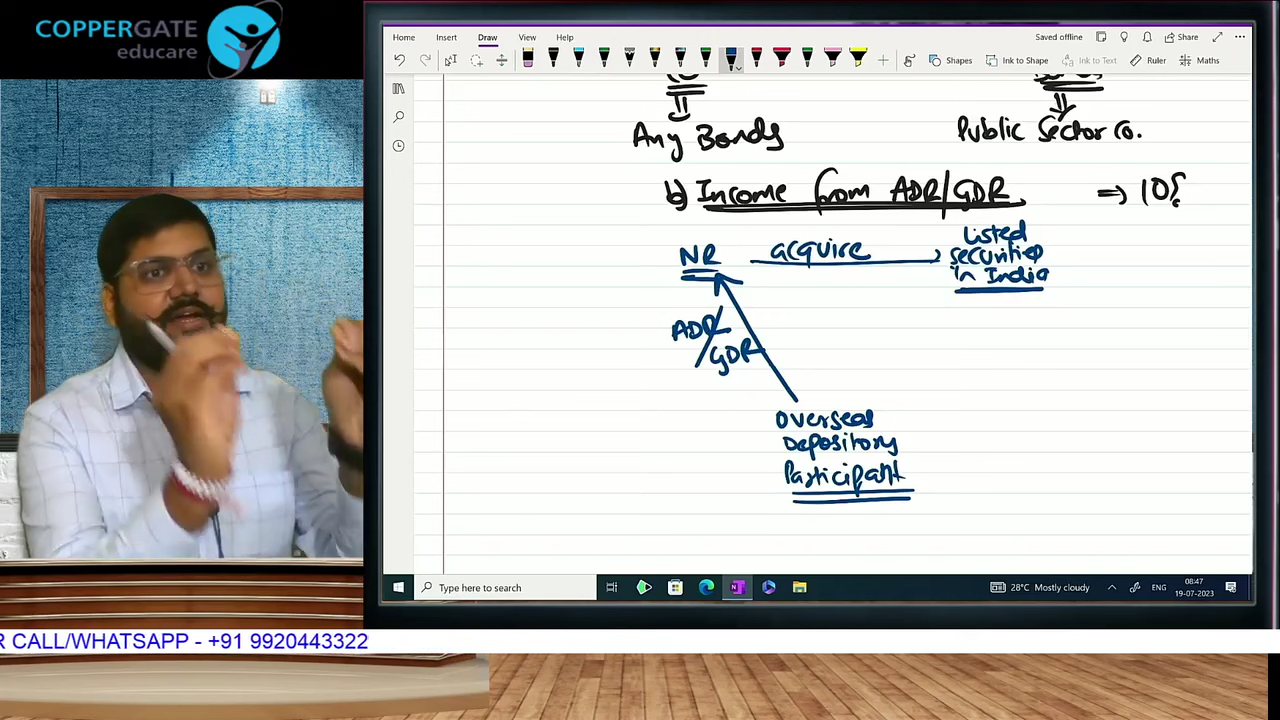 COPPERGATE
educare
Home Insert Draw View Help
Saved offline
Share
Shapes
Ink to Shape
Ink to Text
Ruler
Maths
Any Bonds
Public Sector Co.
b) Income from ADR/GDR ⇒ 10%
NR acquire Listed
securities
in India
ADR/
GDR
Overseas
Depository
Participant
Type here to search
28°C Mostly cloudy
ENG
08:47
19-07-2023
R CALL/WHATSAPP - +91 9920443322